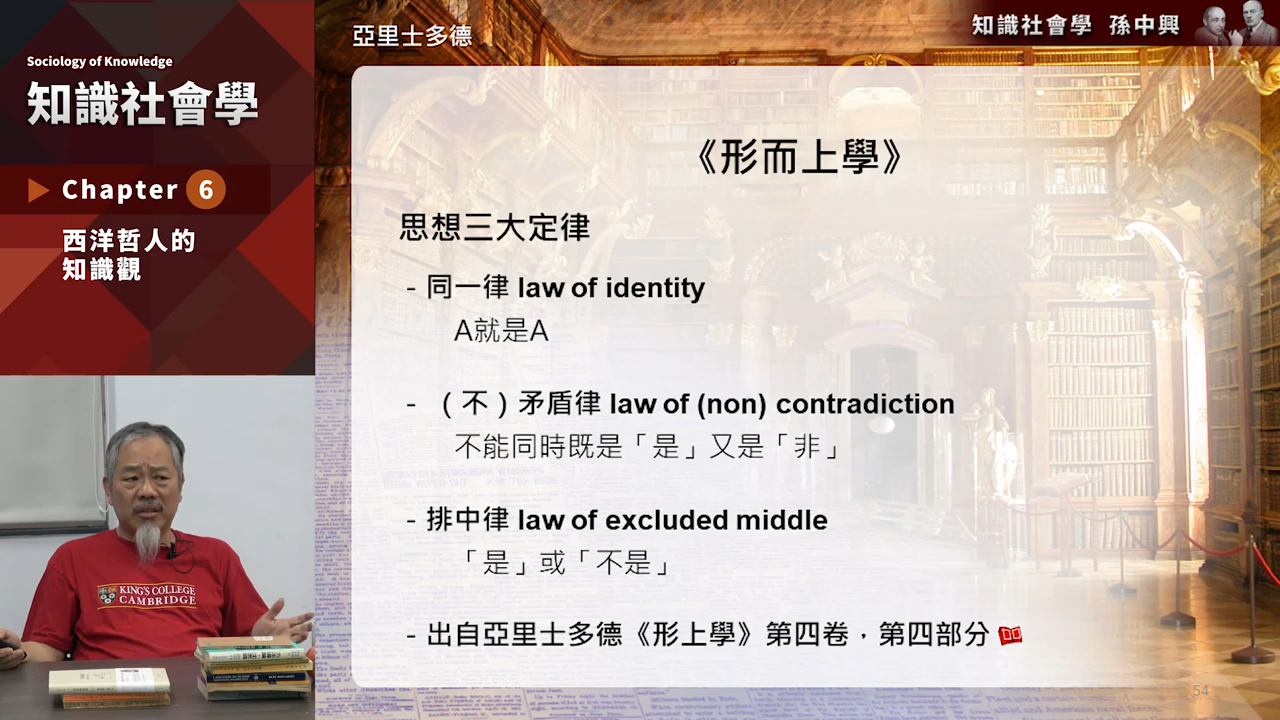 Sociology of Knowledge
知識社會學
Chapter 6
西洋哲人的
知識觀
亞里士多德
知識社會學 孫中興
《形而上學》
思想三大定律
- 同一律 law of identity
A就是A
- （不）矛盾律 law of (non) contradiction
不能同時既是「是」又是「非」
- 排中律 law of excluded middle
「是」或「不是」
- 出自亞里士多德《形上學》第四卷，第四部分
54
KING'S COLLEGE
CAMBRIDGE